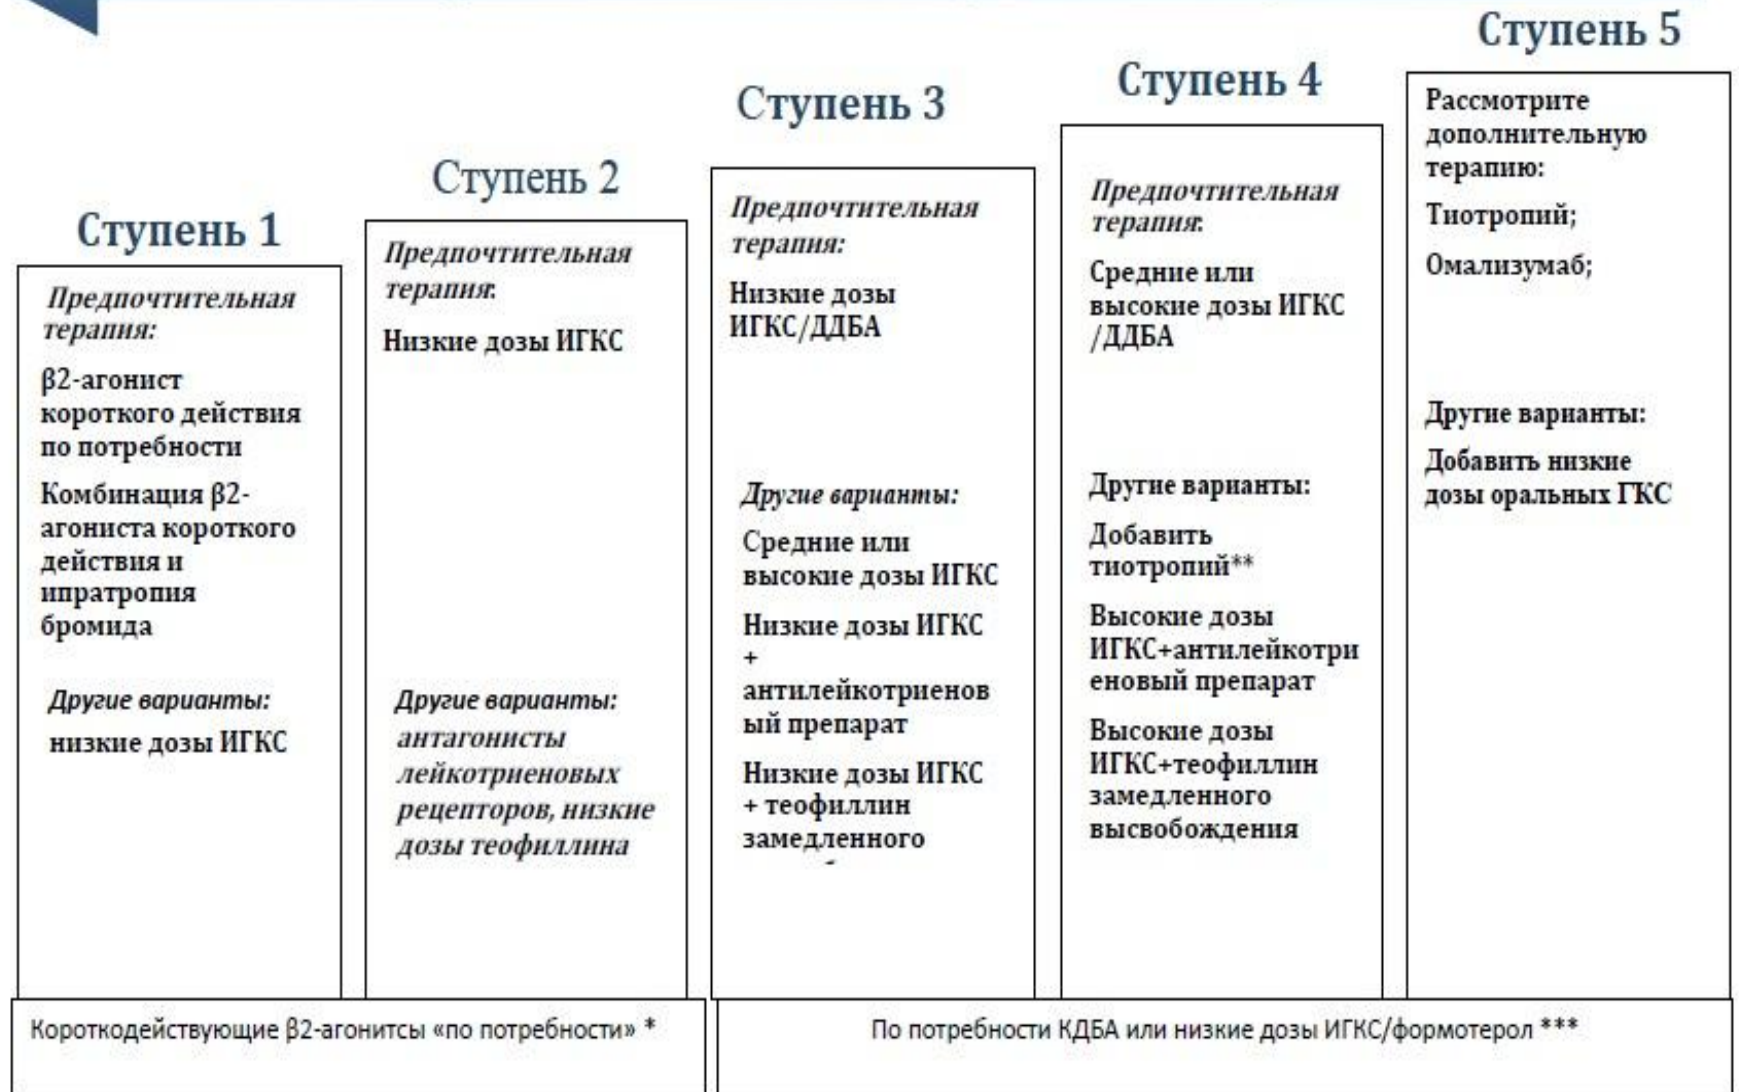 Ступень 1
Предпочтительная
терапия:
β2-агонист
короткого действия
по потребности
Комбинация β2-
агониста короткого
действия и
ипратропия
бромида
Другие варианты:
низкие дозы ИГКС
Ступень 2
Предпочтительная
терапия:
Низкие дозы ИГКС
Другие варианты:
антагонисты
лейкотриеновых
рецепторов, низкие
дозы теофиллина
Ступень 3
Предпочтительная
терапия:
Низкие дозы
ИГКС/ДДБА
Другие варианты:
Средние или
высокие дозы ИГКС
Низкие дозы ИГКС
+
антилейкотриенов
ый препарат
Низкие дозы ИГКС
+ теофиллин
замедленного
Ступень 4
Предпочтительная
терапия:
Средние или
высокие дозы ИГКС
/ДДБА
Другие варианты:
Добавить
тиотропий**
Высокие дозы
ИГКС+антилейкотри
еновый препарат
Высокие дозы
ИГКС+теофиллин
замедленного
высвобождения
Ступень 5
Рассмотрите
дополнительную
терапию:
Тиотропий;
Омализумаб;
Другие варианты:
Добавить низкие
дозы оральных ГКС
Короткодействующие β2-агонитсы «по потребности» *
По потребности КДБА или низкие дозы ИГКС/формотерол ***